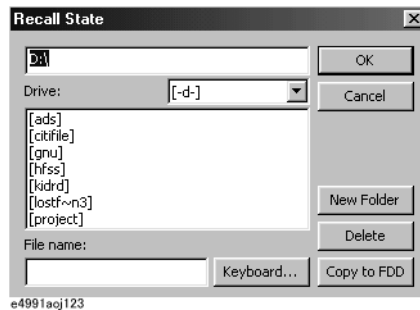 Recall State
D:\
OK
Drive:
[-d-]
Cancel
[ads]
[citifile]
[gnu]
[hfss]
[kidrd]
[lostf~n3]
[project]
New Folder
Delete
File name:
Keyboard...
Copy to FDD
e4991aoj123